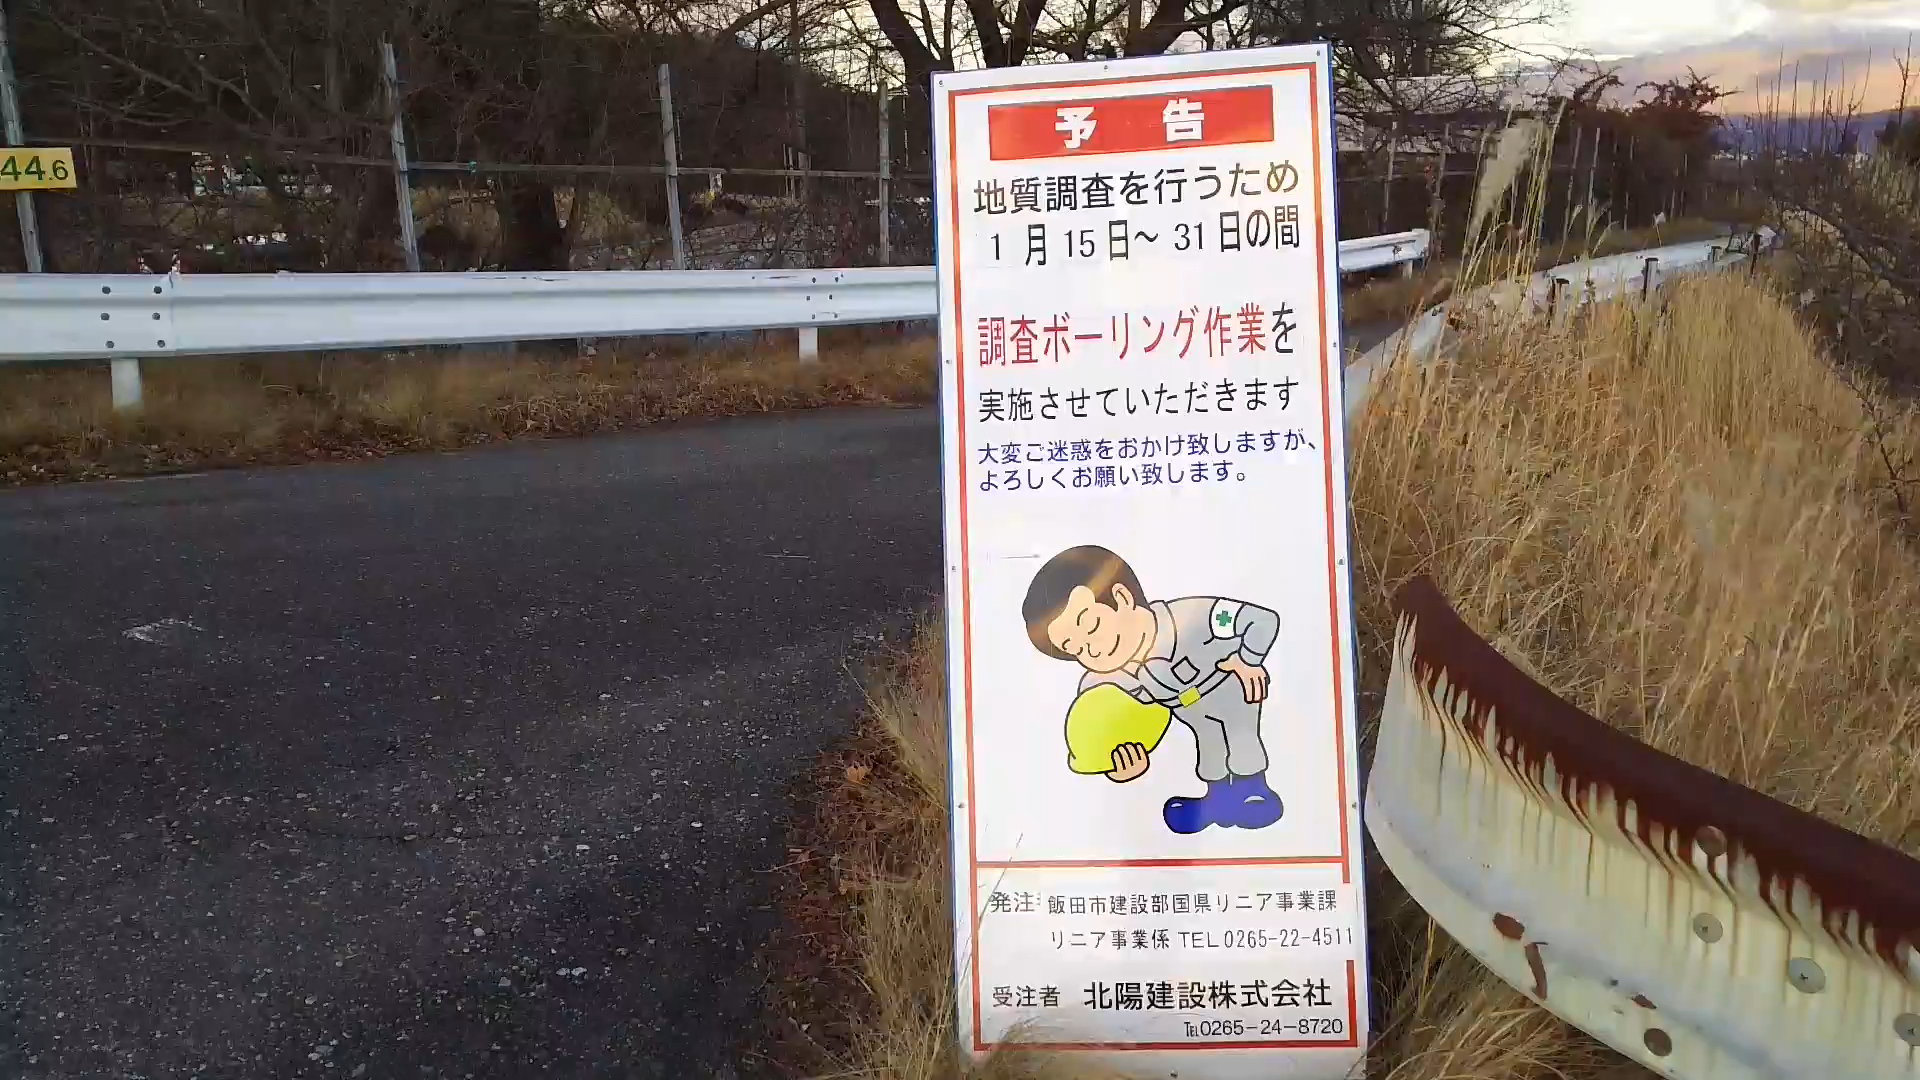 44.6
予 告
地質調査を行うため
1月15日～31日の間
調査ボーリング作業を
実施させていただきます
大変ご迷惑をおかけ致しますが、
よろしくお願い致します。
発注 飯田市建設部国県リニア事業課
リニア事業係 TEL0265-22-4511
受注者 北陽建設株式会社
℡0265-24-8720